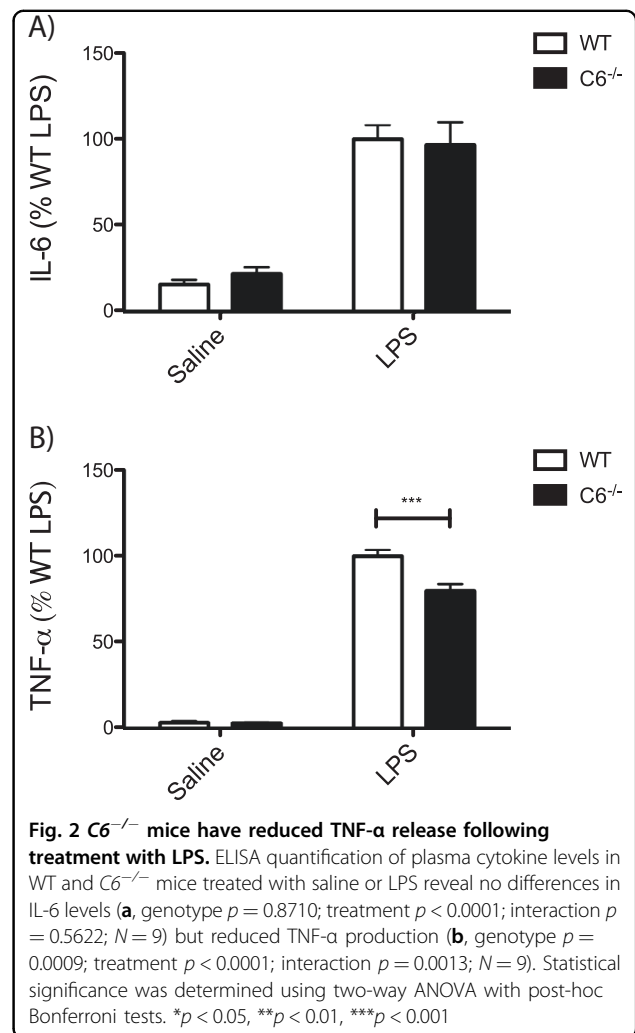 A)
150
100
50
0
IL-6 (% WT LPS)
WT
C6-/-
Saline
LPS
B)
150
100
50
0
TNF-α (% WT LPS)
WT
C6-/-
***
Saline
LPS
Fig. 2 C6−/− mice have reduced TNF-α release following
treatment with LPS. ELISA quantification of plasma cytokine levels in
WT and C6−/− mice treated with saline or LPS reveal no differences in
IL-6 levels (a, genotype p = 0.8710; treatment p < 0.0001; interaction p
= 0.5622; N = 9) but reduced TNF-α production (b, genotype p =
0.0009; treatment p < 0.0001; interaction p = 0.0013; N = 9). Statistical
significance was determined using two-way ANOVA with post-hoc
Bonferroni tests. *p < 0.05, **p < 0.01, ***p < 0.001